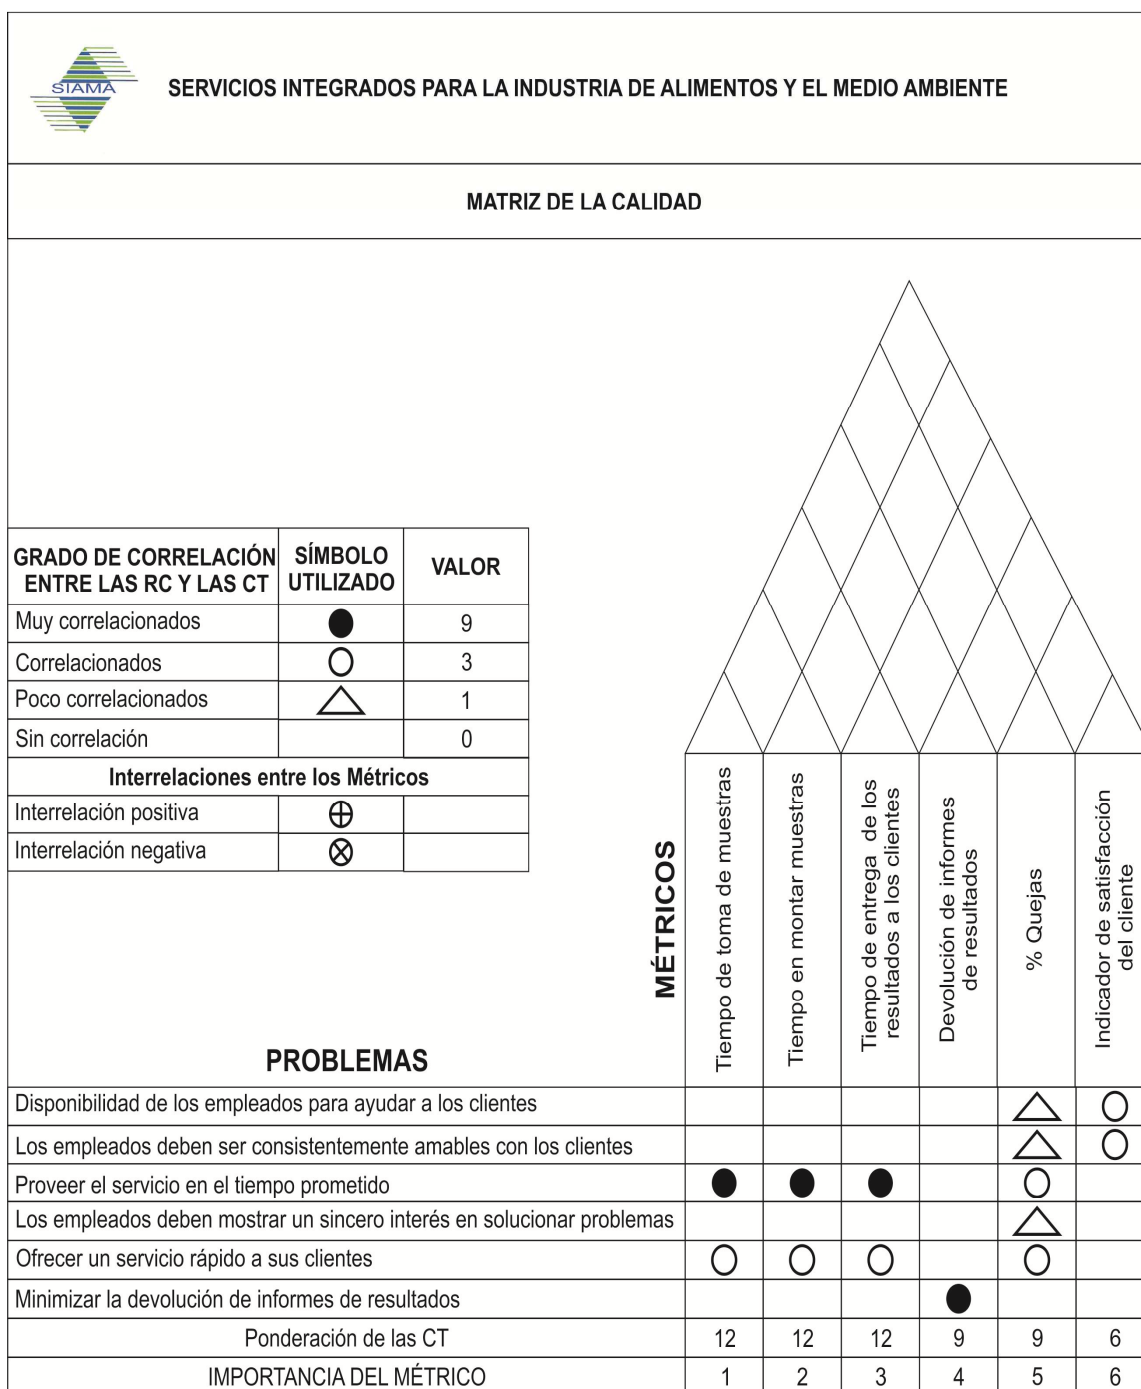 SIAMA
SERVICIOS INTEGRADOS PARA LA INDUSTRIA DE ALIMENTOS Y EL MEDIO AMBIENTE
MATRIZ DE LA CALIDAD
GRADO DE CORRELACIÓN
ENTRE LAS RC Y LAS CT
SÍMBOLO
UTILIZADO
VALOR
Muy correlacionados 9
Correlacionados 3
Poco correlacionados 1
Sin correlación 0
Interrelaciones entre los Métricos
Interrelación positiva
Interrelación negativa
MÉTRICOS
Tiempo de toma de muestras
Tiempo en montar muestras
Tiempo de entrega de los
resultados a los clientes
Devolución de informes
de resultados
% Quejas
Indicador de satisfacción
del cliente
PROBLEMAS
Disponibilidad de los empleados para ayudar a los clientes
Los empleados deben ser consistentemente amables con los clientes
Proveer el servicio en el tiempo prometido
Los empleados deben mostrar un sincero interés en solucionar problemas
Ofrecer un servicio rápido a sus clientes
Minimizar la devolución de informes de resultados
Ponderación de las CT 12 12 12 9 9 6
IMPORTANCIA DEL MÉTRICO 1 2 3 4 5 6